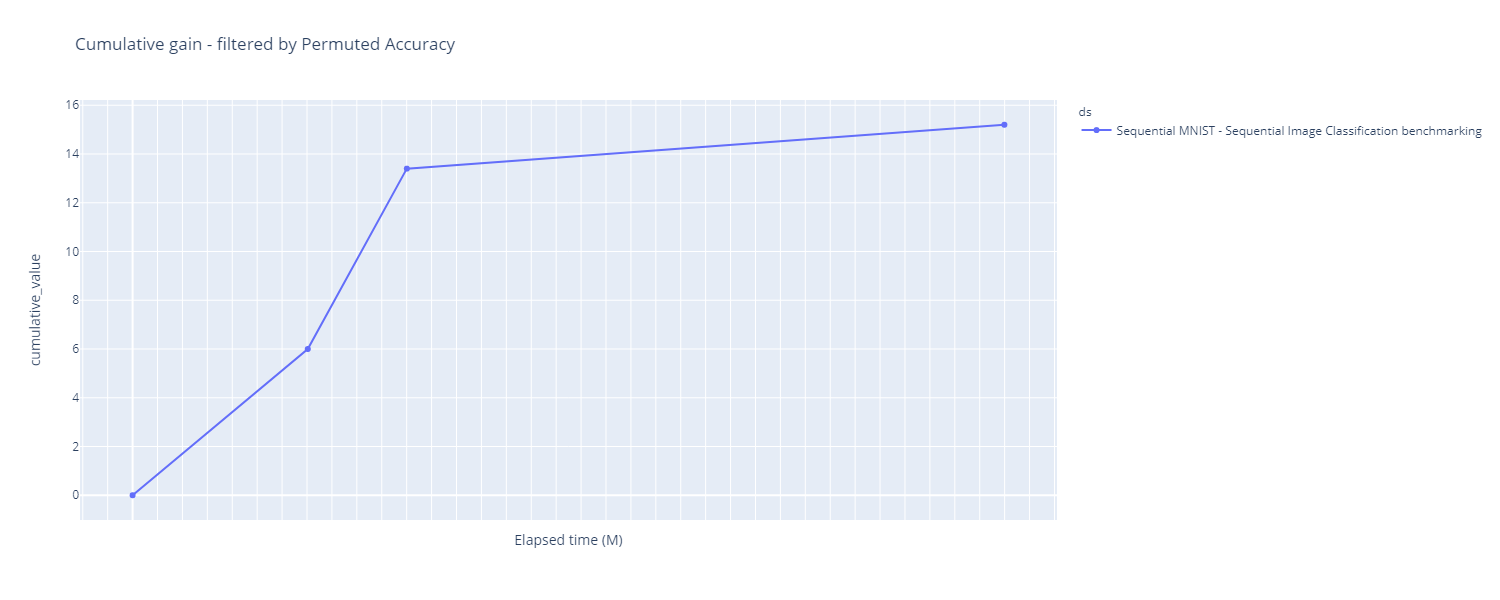 Cumulative gain - filtered by Permuted Accuracy
16
14
12
10
8
6
4
2
0
cumulative_value
Elapsed time (M)
ds
Sequential MNIST - Sequential Image Classification benchmarking